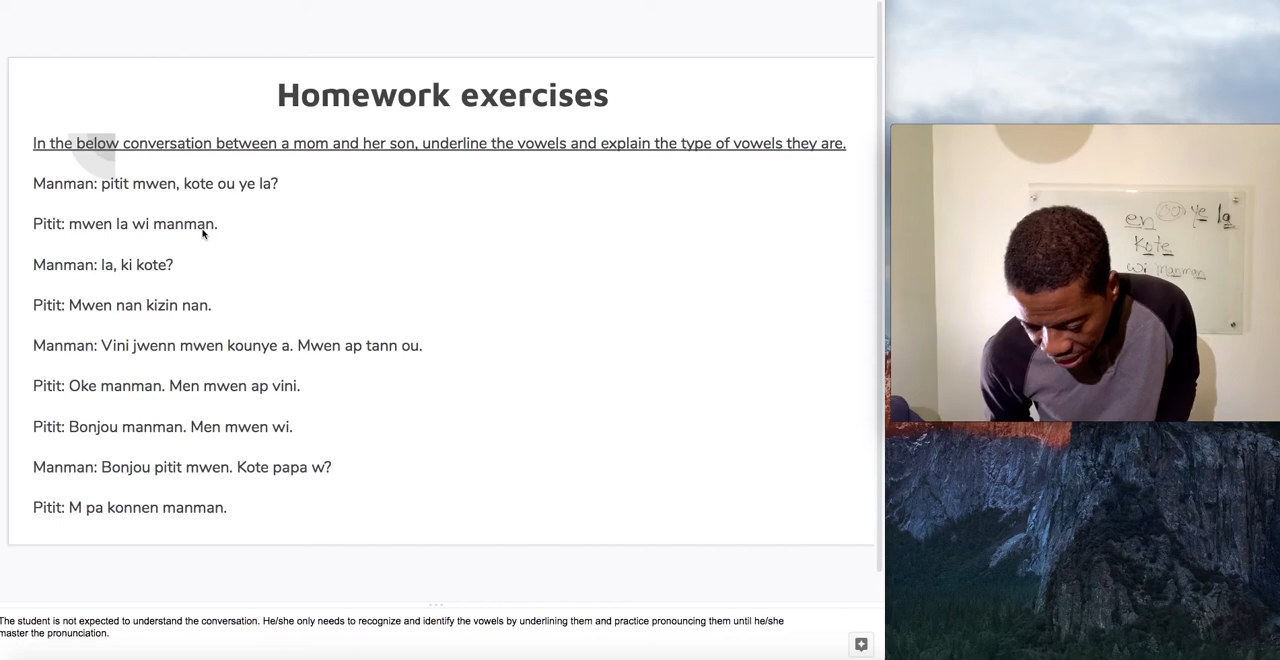 Homework exercises
In the below conversation between a mom and her son, underline the vowels and explain the type of vowels they are.
Manman: pitit mwen, kote ou ye la?
Pitit: mwen la wi manman.
Manman: la, ki kote?
Pitit: Mwen nan kizin nan.
Manman: Vini jwenn mwen kounye a. Mwen ap tann ou.
Pitit: Oke manman. Men mwen ap vini.
Pitit: Bonjou manman. Men mwen wi.
Manman: Bonjou pitit mwen. Kote papa w?
Pitit: M pa konnen manman.
The student is not expected to understand the conversation. He/she only needs to recognize and identify the vowels by underlining them and practice pronouncing them until he/she
master the pronunciation.
en ye la
Kote
wi manman